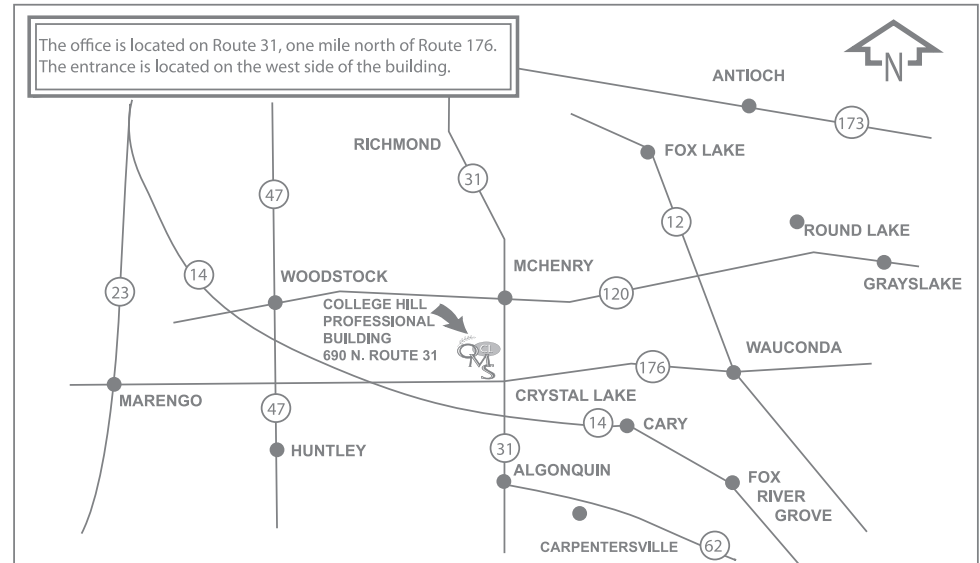 The office is located on Route 31, one mile north of Route 176.
The entrance is located on the west side of the building.
N
ANTIOCH
173
RICHMOND
FOX LAKE
31
47
12
ROUND LAKE
14
WOODSTOCK
MCHENRY
GRAYSLAKE
23
120
COLLEGE HILL
PROFESSIONAL
BUILDING
690 N. ROUTE 31
OMS
WAUCONDA
176
MARENGO
CRYSTAL LAKE
47
14
CARY
HUNTLEY
31
ALGONQUIN
FOX
RIVER
GROVE
CARPENTERSVILLE
62